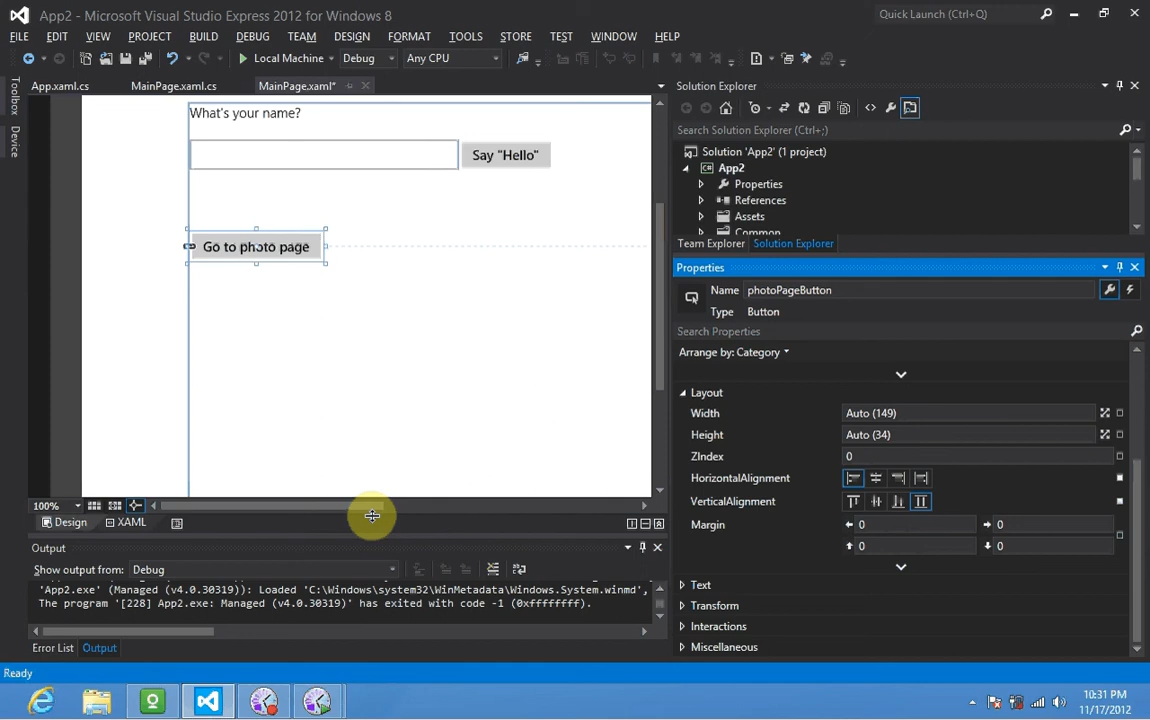 App2 - Microsoft Visual Studio Express 2012 for Windows 8
Quick Launch (Ctrl+;)
FILE EDIT VIEW PROJECT BUILD DEBUG TEAM DESIGN FORMAT TOOLS STORE TEST WINDOW HELP
Local Machine Debug Any CPU
App.xaml.cs MainPage.xaml.cs MainPage.xaml*
Toolbox
Device
What's your name?
Say "Hello"
Go to photo page
100%
Design XAML
Output
Show output from: Debug
'App2.exe' (Managed (v4.0.30319)): Loaded 'C:\Windows\system32\WinMetadata\Windows.System.winmd',
The program '[228] App2.exe: Managed (v4.0.30319)' has exited with code -1 (0xffffffff).
Error List Output
Solution Explorer
Search Solution Explorer (Ctrl+;)
Solution 'App2' (1 project)
App2
Properties
References
Assets
Common
Team Explorer Solution Explorer
Properties
Name photoPageButton
Type Button
Search Properties
Arrange by: Category
Layout
Width Auto (149)
Height Auto (34)
ZIndex 0
HorizontalAlignment
VerticalAlignment
Margin 0 0
0 0
Text
Transform
Interactions
Miscellaneous
Ready
10:31 PM
11/17/2012